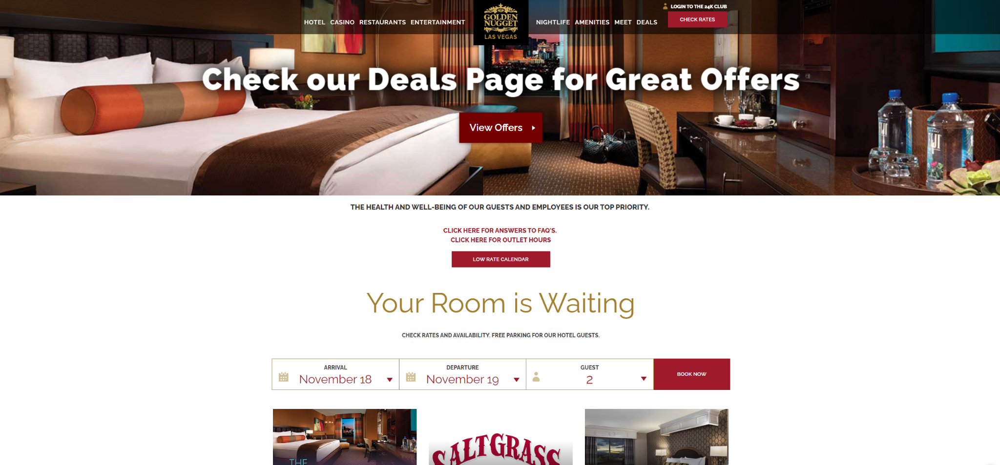 LOGIN TO THE 24K CLUB
HOTEL CASINO RESTAURANTS ENTERTAINMENT
GOLDEN
NUGGET
LAS VEGAS
NIGHTLIFE AMENITIES MEET DEALS
CHECK RATES
Check our Deals Page for Great Offers
View Offers
FIJI
THE HEALTH AND WELL-BEING OF OUR GUESTS AND EMPLOYEES IS OUR TOP PRIORITY.
CLICK HERE FOR ANSWERS TO FAQ'S.
CLICK HERE FOR OUTLET HOURS
LOW RATE CALENDAR
Your Room is Waiting
CHECK RATES AND AVAILABILITY. FREE PARKING FOR OUR HOTEL GUESTS.
ARRIVAL
November 18
DEPARTURE
November 19
GUEST
2
BOOK NOW
THE
SALTGRASS